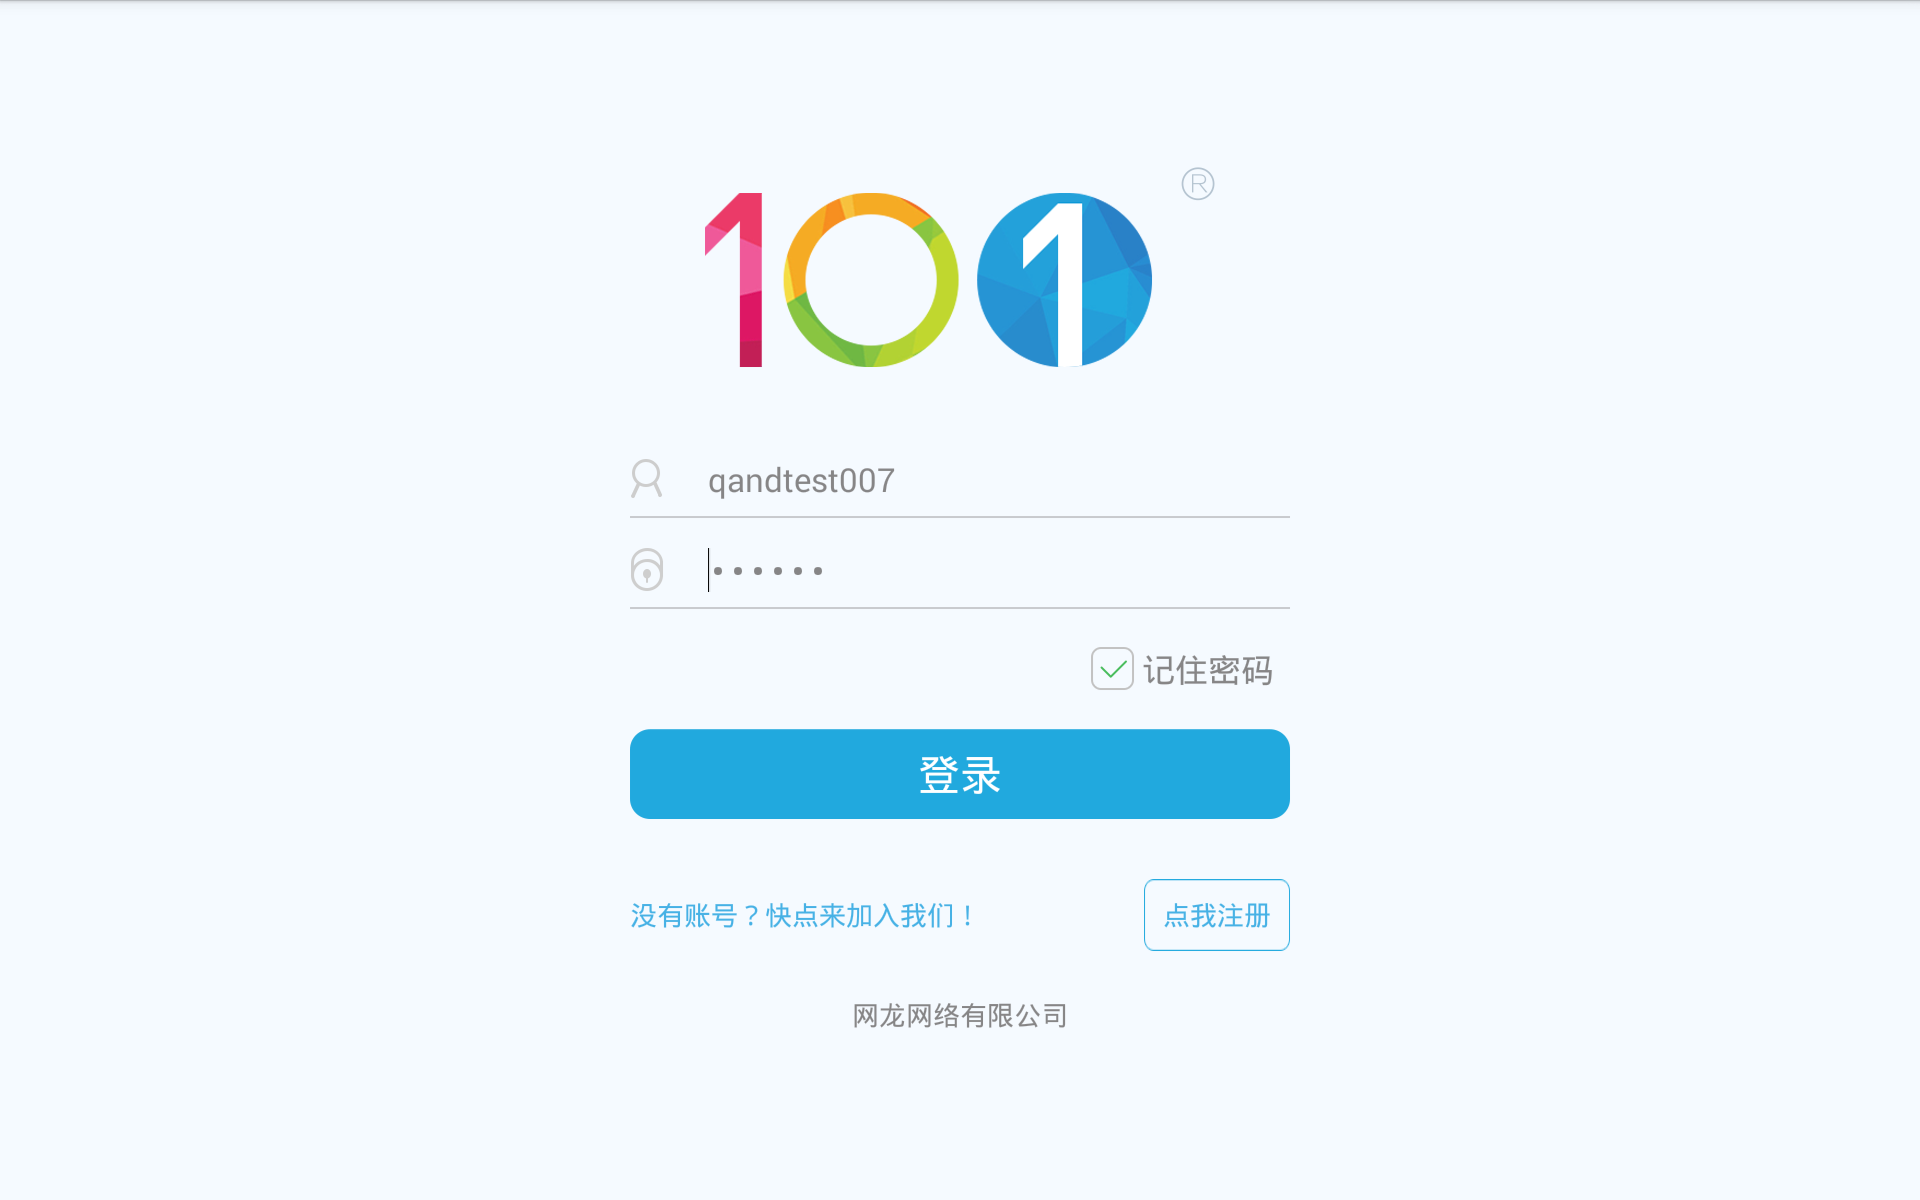 101®
qandtest007
••••••
记住密码
登录
没有账号？快点来加入我们！
点我注册
网龙网络有限公司